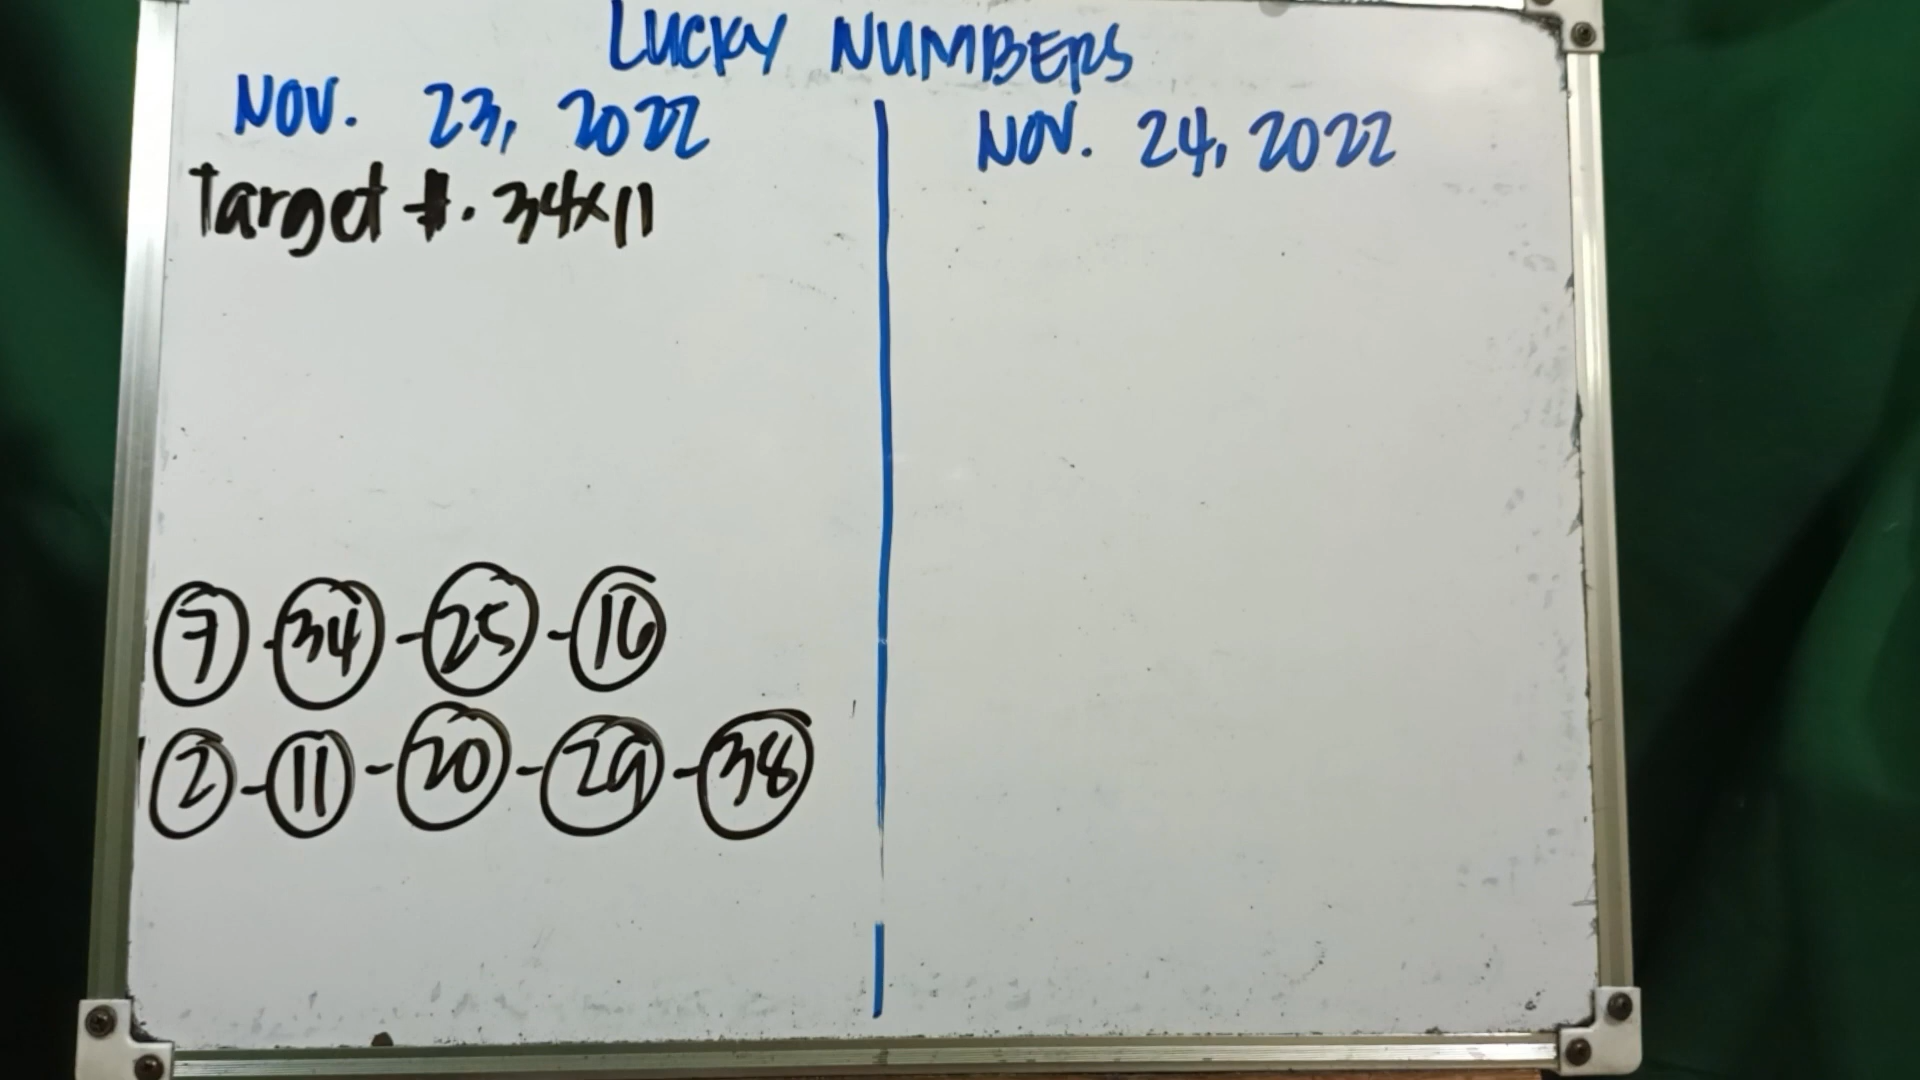 LUCKY NUMBERS
NOV. 23, 2022
Target #. 34x11
7 - 34 - 25 - 16
2 - 11 - 20 - 29 - 38
NOV. 24, 2022